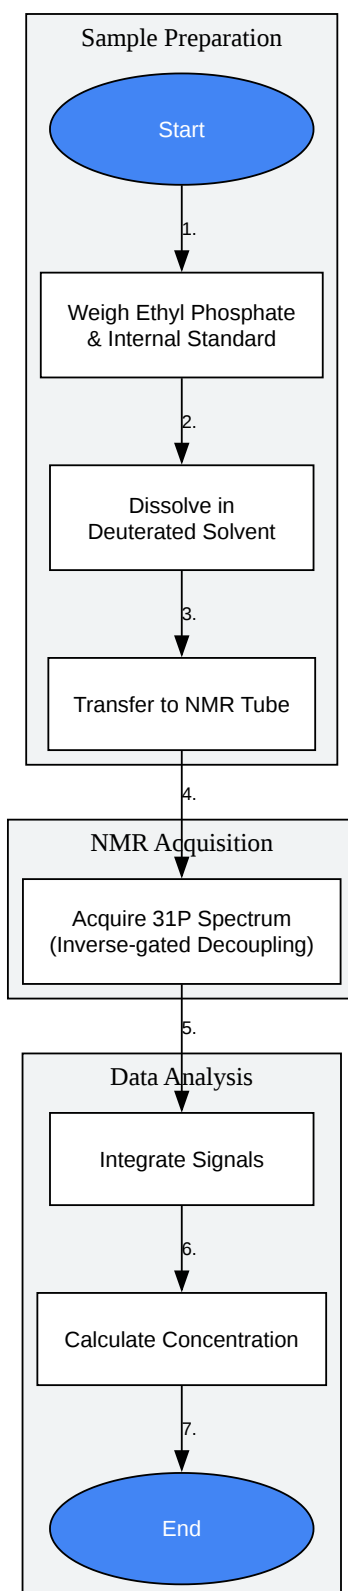 Sample Preparation
Start
1.
Weigh Ethyl Phosphate
& Internal Standard
2.
Dissolve in
Deuterated Solvent
3.
Transfer to NMR Tube
4.
NMR Acquisition
Acquire 31P Spectrum
(Inverse-gated Decoupling)
5.
Data Analysis
Integrate Signals
6.
Calculate Concentration
7.
End